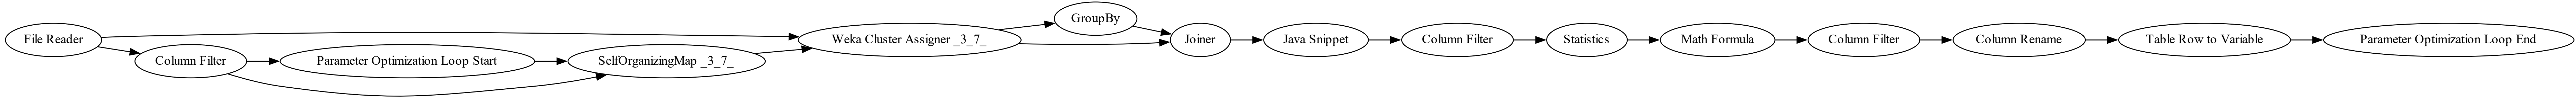 File Reader
Column Filter
Parameter Optimization Loop Start
SelfOrganizingMap _3_7_
Weka Cluster Assigner _3_7_
GroupBy
Joiner
Java Snippet
Column Filter
Statistics
Math Formula
Column Filter
Column Rename
Table Row to Variable
Parameter Optimization Loop End